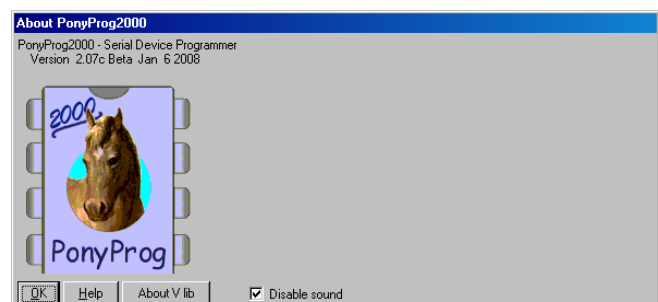 About PonyProg2000
PonyProg2000 - Serial Device Programmer
Version 2.07c Beta Jan 6 2008
2000
PonyProg
OK Help About V lib Disable sound